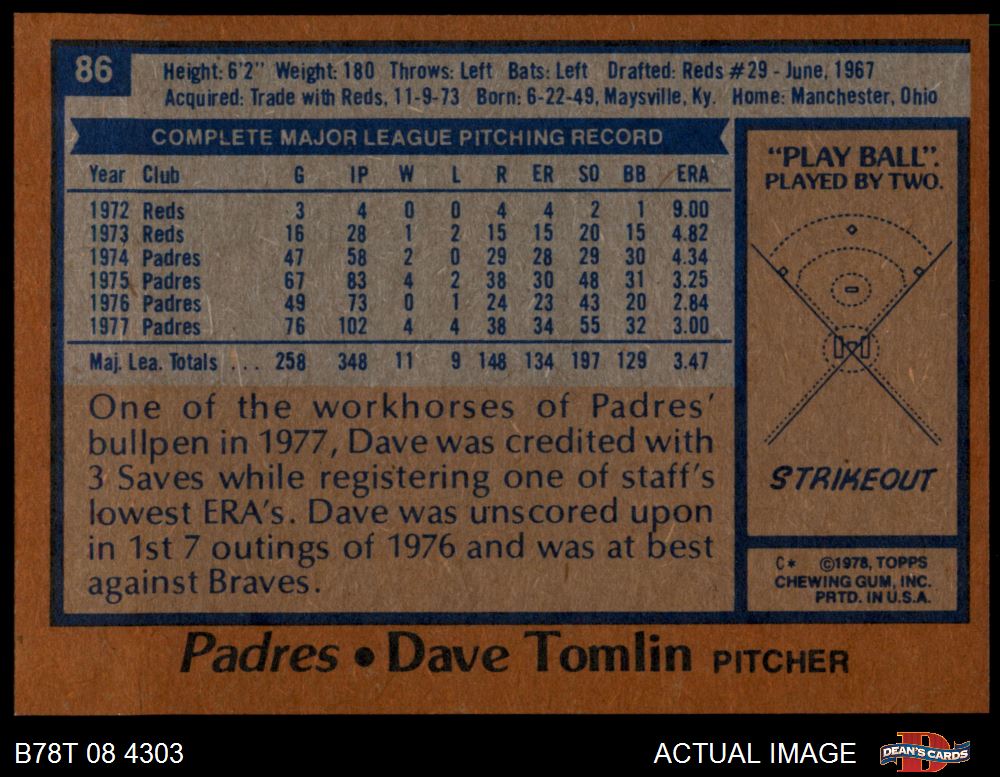 86
Height: 6'2" Weight: 180 Throws: Left Bats: Left Drafted: Reds #29 - June, 1967
Acquired: Trade with Reds, 11-9-73 Born: 6-22-49, Maysville, Ky. Home: Manchester, Ohio
COMPLETE MAJOR LEAGUE PITCHING RECORD
Year Club G IP W L R ER SO BB ERA
1972 Reds 3 4 0 0 4 4 2 1 9.00
1973 Reds 16 28 1 2 15 15 20 15 4.82
1974 Padres 47 58 2 0 29 28 29 30 4.34
1975 Padres 67 83 4 2 38 30 48 31 3.25
1976 Padres 49 73 0 1 24 23 43 20 2.84
1977 Padres 76 102 4 4 38 34 55 32 3.00
Maj. Lea. Totals ... 258 348 11 9 148 134 197 129 3.47
One of the workhorses of Padres'
bullpen in 1977, Dave was credited with
3 Saves while registering one of staff's
lowest ERA's. Dave was unscored upon
in 1st 7 outings of 1976 and was at best
against Braves.
"PLAY BALL".
PLAYED BY TWO.
STRIKEOUT
C* ©1978, TOPPS
CHEWING GUM, INC.
PRTD. IN U.S.A.
Padres • Dave Tomlin PITCHER
B78T 08 4303
ACTUAL IMAGE
D
DEAN'S CARDS